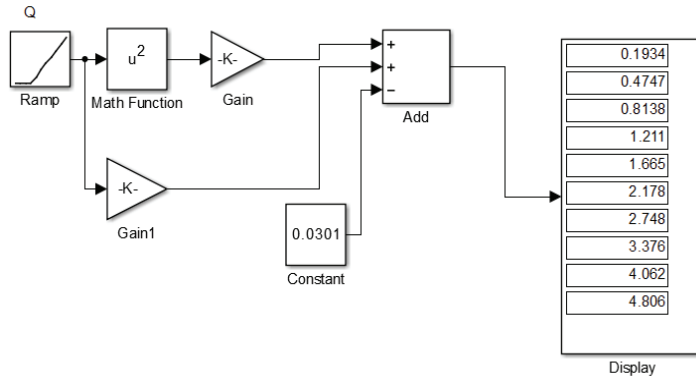 Q
Ramp
u²
Math Function
-K-
Gain
-K-
Gain1
0.0301
Constant
+
+
−
Add
0.1934
0.4747
0.8138
1.211
1.665
2.178
2.748
3.376
4.062
4.806
Display